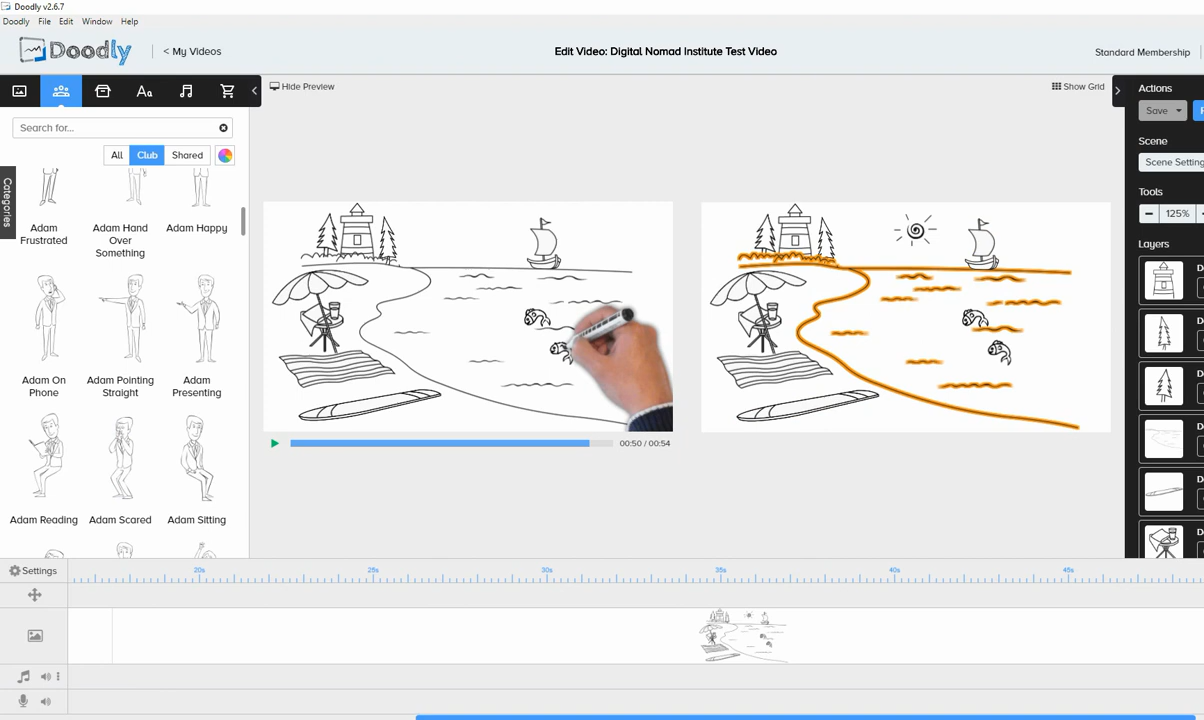 Doodly v2.6.7
Doodly File Edit Window Help
Doodly
< My Videos
Edit Video: Digital Nomad Institute Test Video
Standard Membership
Hide Preview
Show Grid
Actions
Save
Search for...
Scene
All Club Shared
Scene Setting
Categories
Tools
125%
Layers
Adam Frustrated
Adam Hand Over Something
Adam Happy
Adam On Phone
Adam Pointing Straight
Adam Presenting
Adam Reading
Adam Scared
Adam Sitting
00:50 / 00:54
Settings
20s 25s 30s 35s 40s 45s